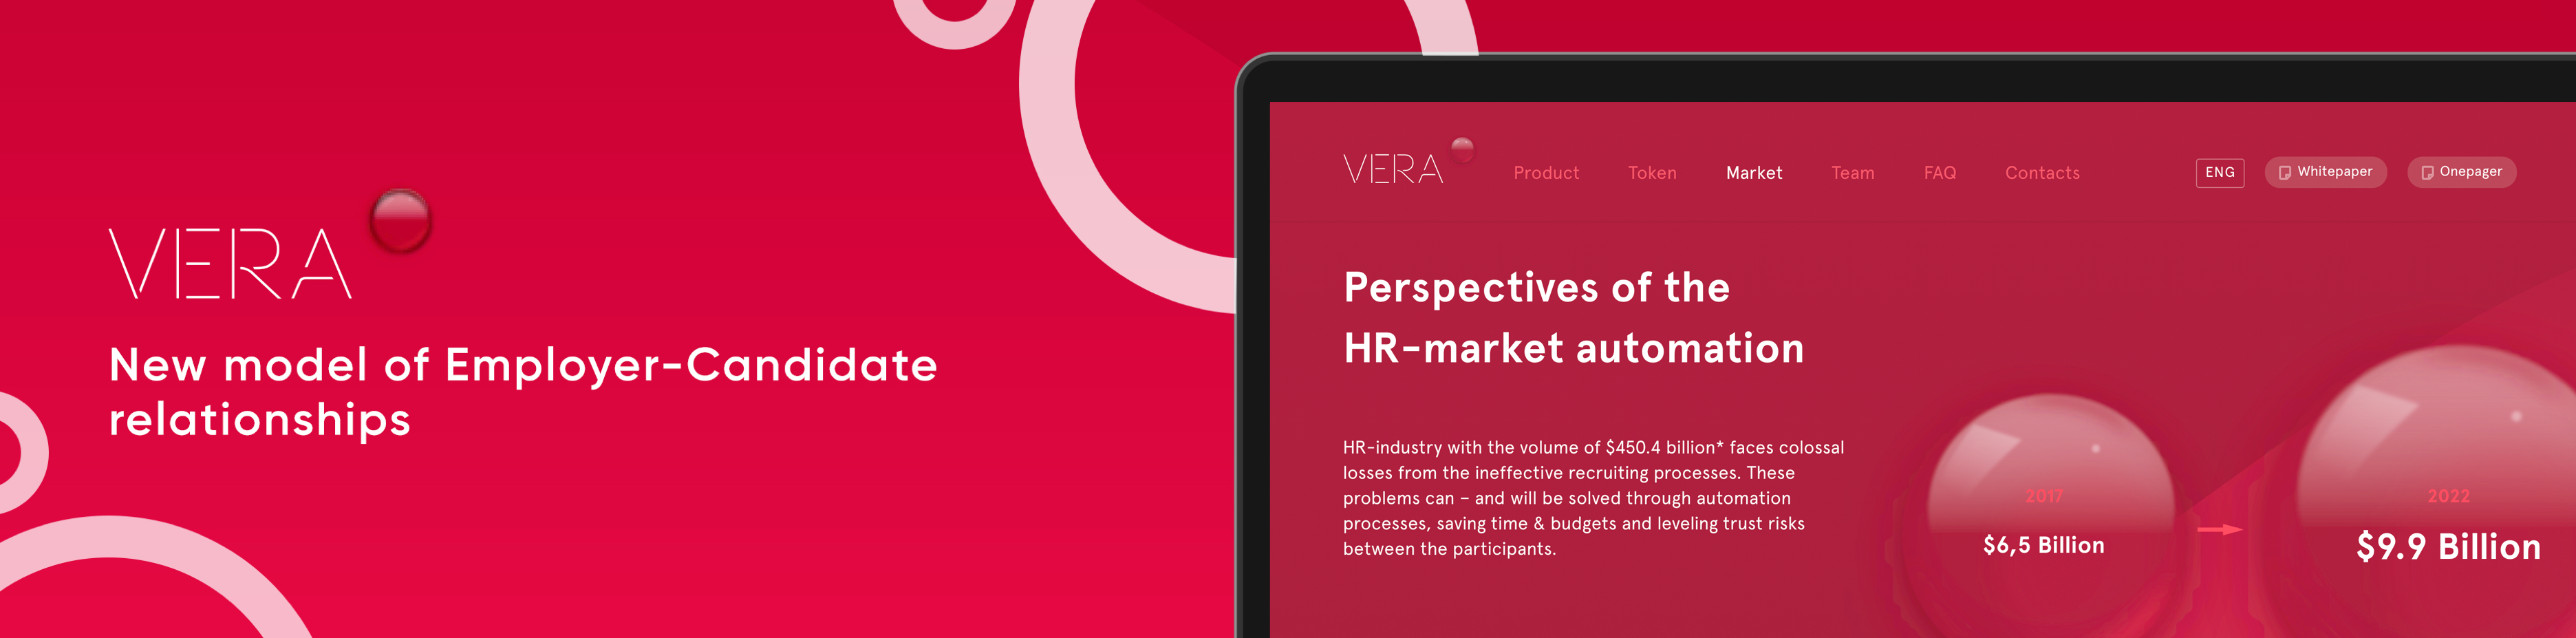 VERA
New model of Employer-Candidate
relationships
VERA
Product Token Market Team FAQ Contacts
ENG Whitepaper Onepager
Perspectives of the
HR-market automation
HR-industry with the volume of $450.4 billion* faces colossal
losses from the ineffective recruiting processes. These
problems can – and will be solved through automation
processes, saving time & budgets and leveling trust risks
between the participants.
2017
$6,5 Billion
2022
$9.9 Billion